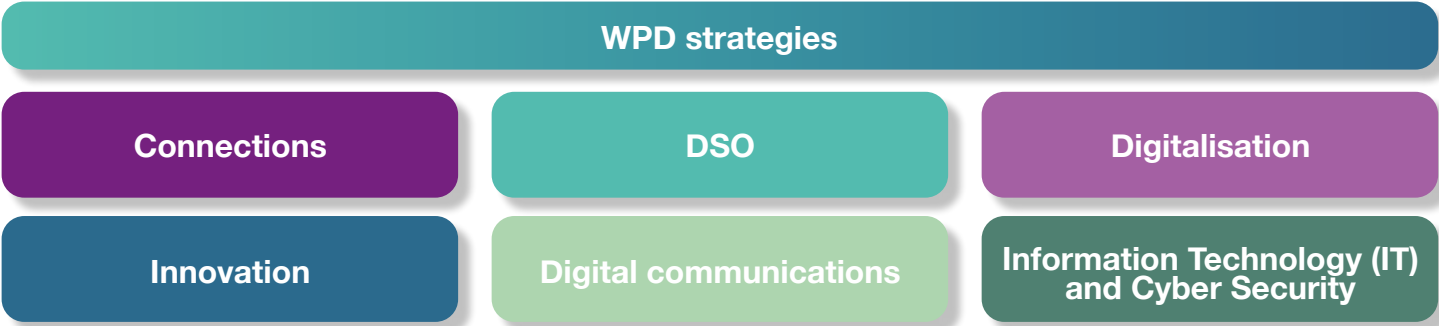 WPD strategies
Connections
DSO
Digitalisation
Innovation
Digital communications
Information Technology (IT)
and Cyber Security